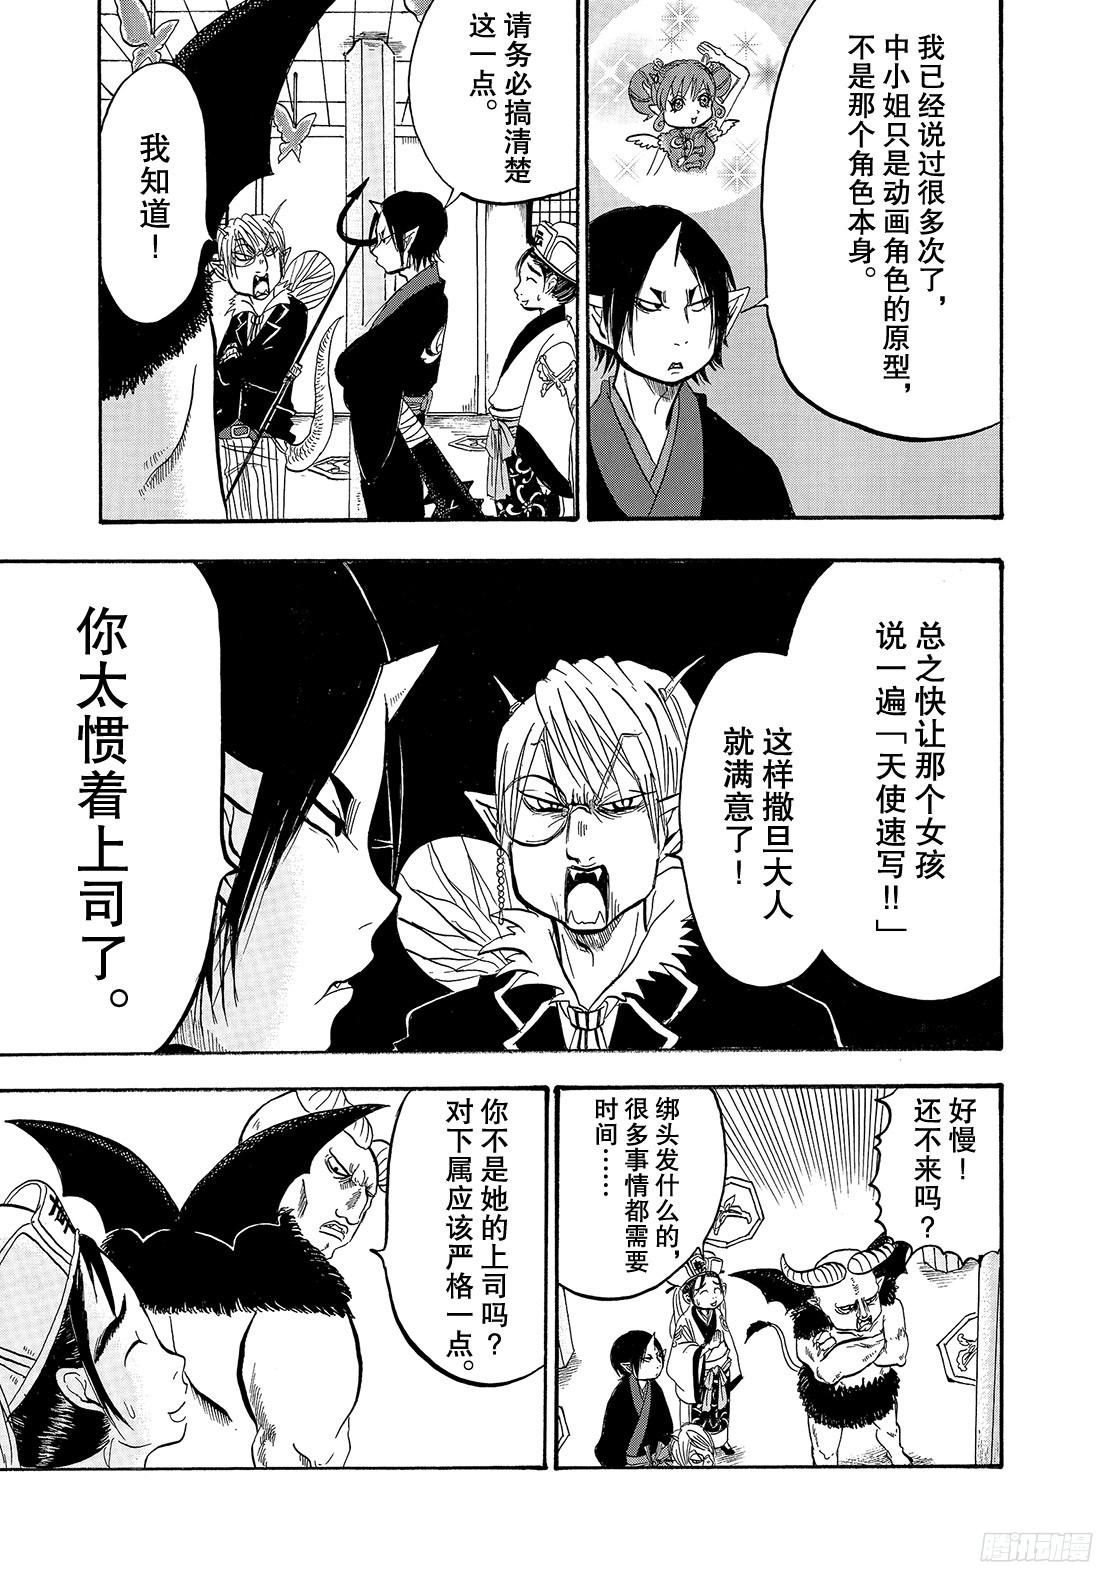 我已经说过很多次了，
中小姐只是动画角色的原型，
不是那个角色本身。
请务必搞清楚
这一点。
我知道！
总之快让那个女孩
说一遍「天使速写!!」
这样撒旦大人
就满意了！
你太惯着上司了。
好慢！
还不来吗？
绑头发什么的，
很多事情都需要
时间……
你不是她的上司吗？
对下属应该严格一点。
腾讯动漫